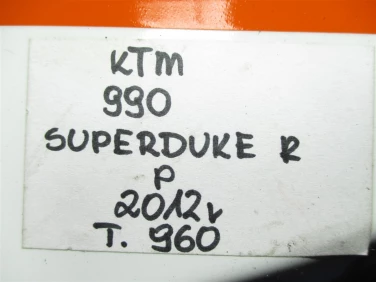 KTM
990
SUPERDUKE R
P
2012r
T. 960